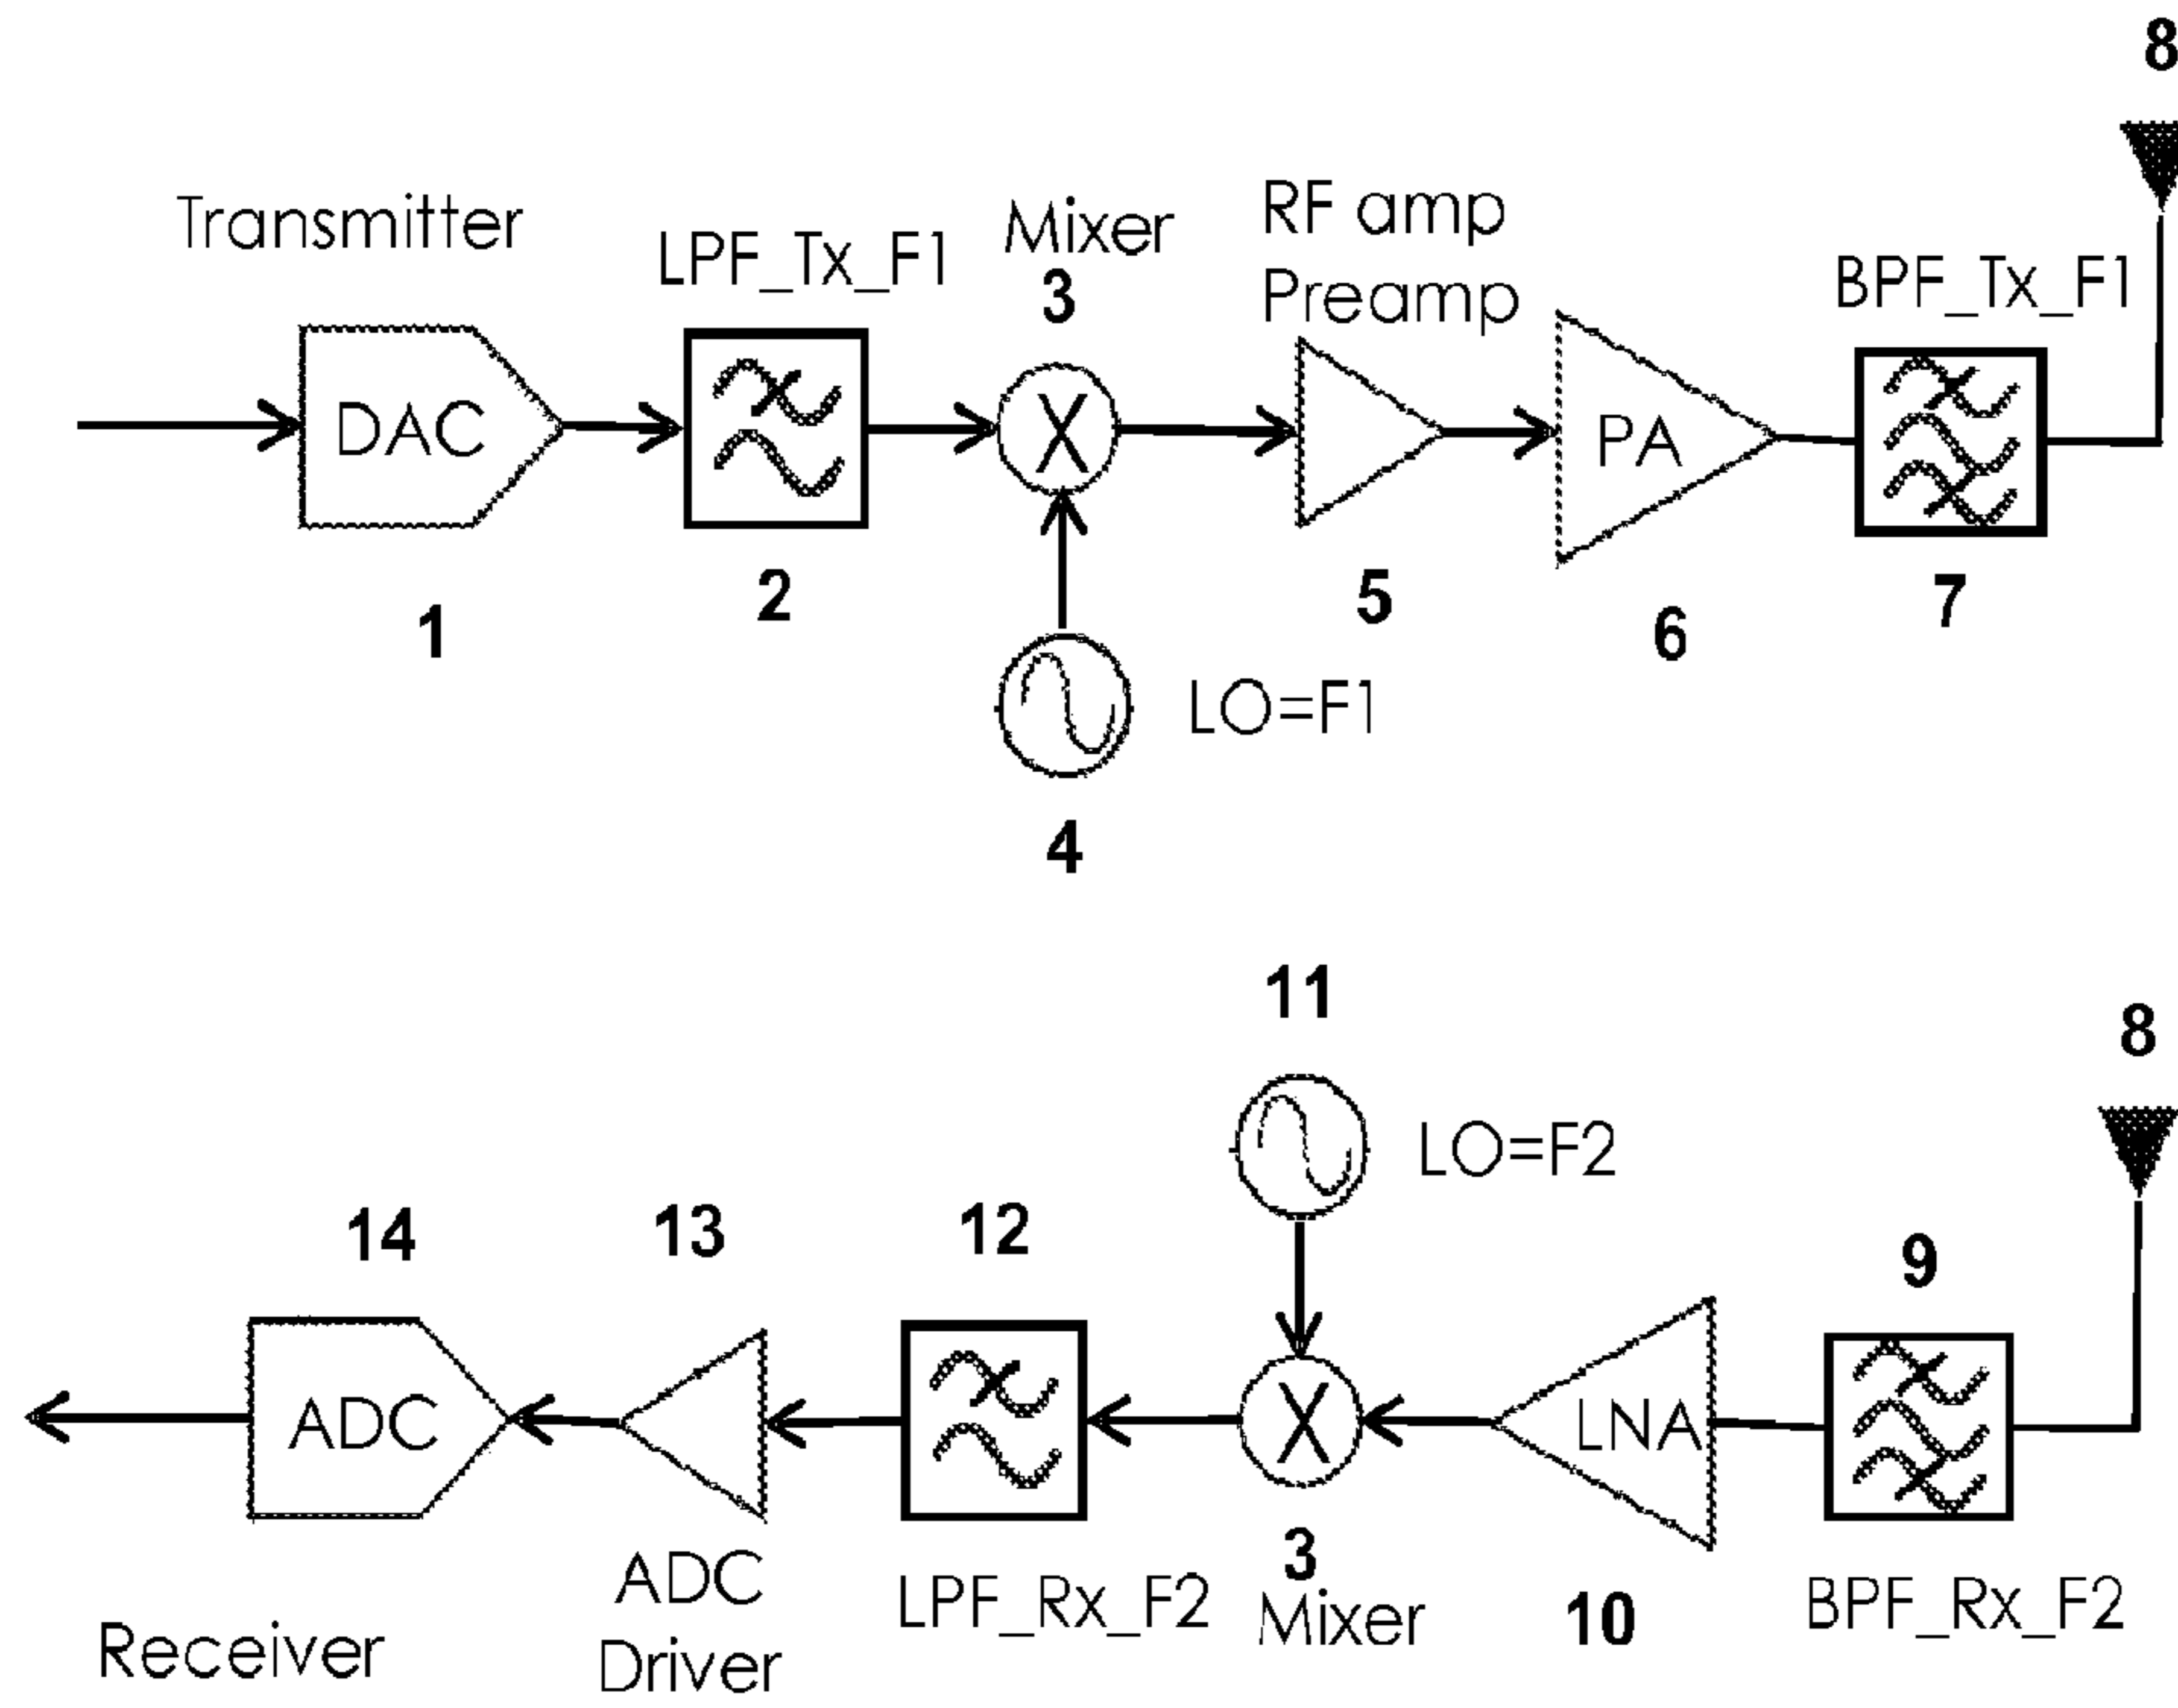 8
Transmitter
LPF_Tx_F1
Mixer
3
RF amp
Preamp
BPF_Tx_F1
DAC
X
PA
1
2
5
6
7
LO=F1
4
11
8
LO=F2
14
13
12
9
ADC
X
LNA
ADC
Driver
LPF_Rx_F2
3
Mixer
10
BPF_Rx_F2
Receiver